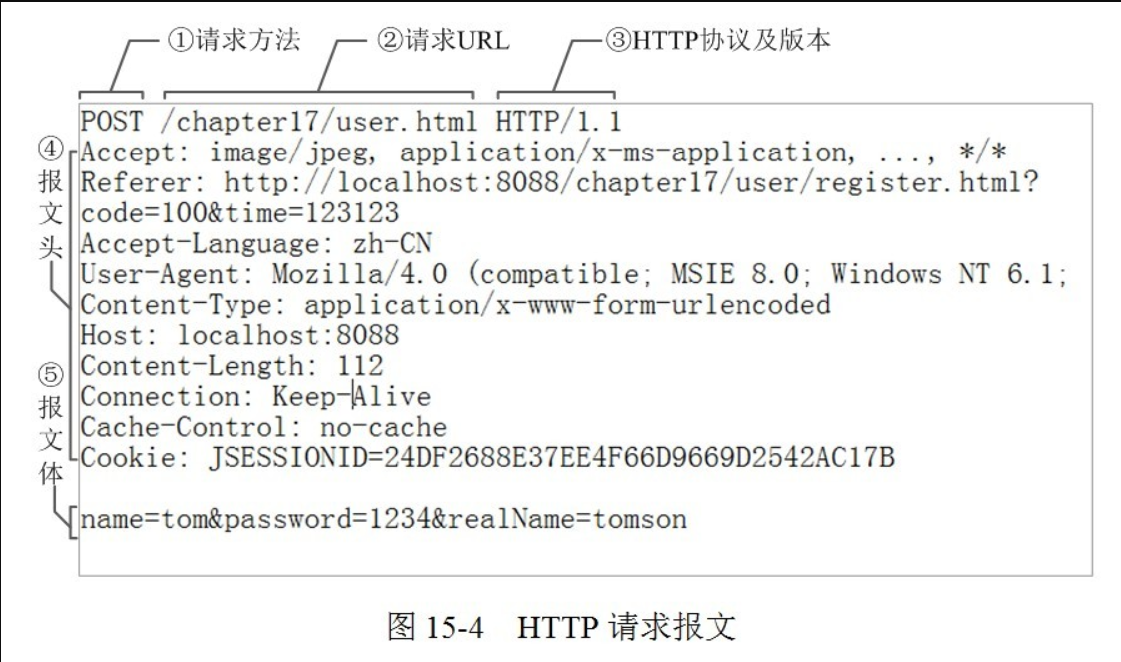 ①请求方法 ②请求URL ③HTTP协议及版本
POST /chapter17/user.html HTTP/1.1
④报文头
Accept: image/jpeg, application/x-ms-application, ..., */*
Referer: http://localhost:8088/chapter17/user/register.html?
code=100&time=123123
Accept-Language: zh-CN
User-Agent: Mozilla/4.0 (compatible; MSIE 8.0; Windows NT 6.1;
Content-Type: application/x-www-form-urlencoded
Host: localhost:8088
Content-Length: 112
Connection: Keep-Alive
Cache-Control: no-cache
Cookie: JSESSIONID=24DF2688E37EE4F66D9669D2542AC17B
⑤报文体
name=tom&password=1234&realName=tomson
图 15-4 HTTP 请求报文